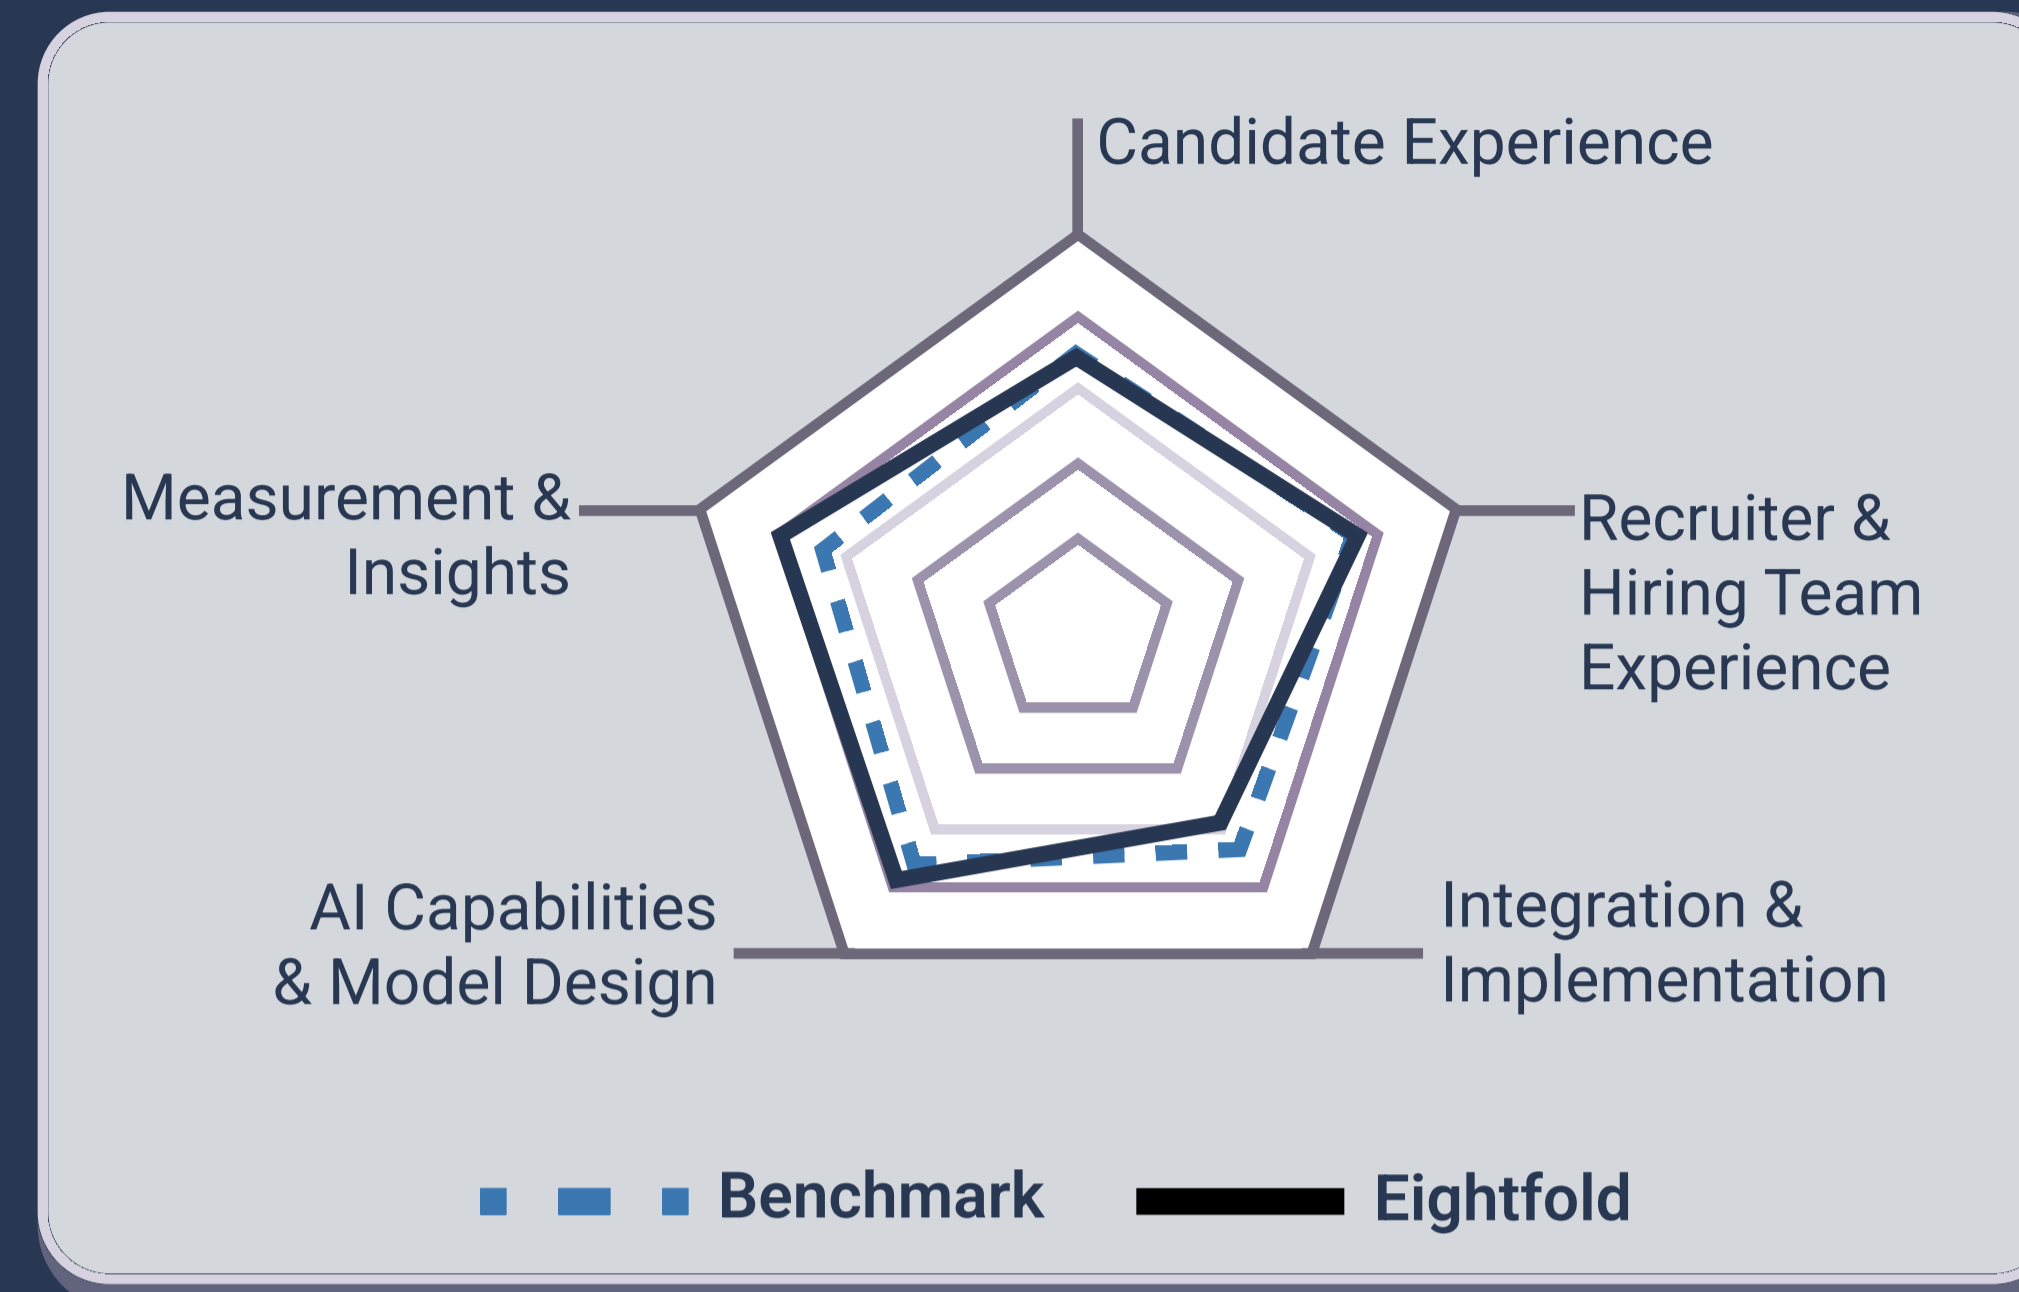 Candidate Experience
Measurement &
Insights
Recruiter &
Hiring Team
Experience
AI Capabilities
& Model Design
Integration &
Implementation
Benchmark
Eightfold